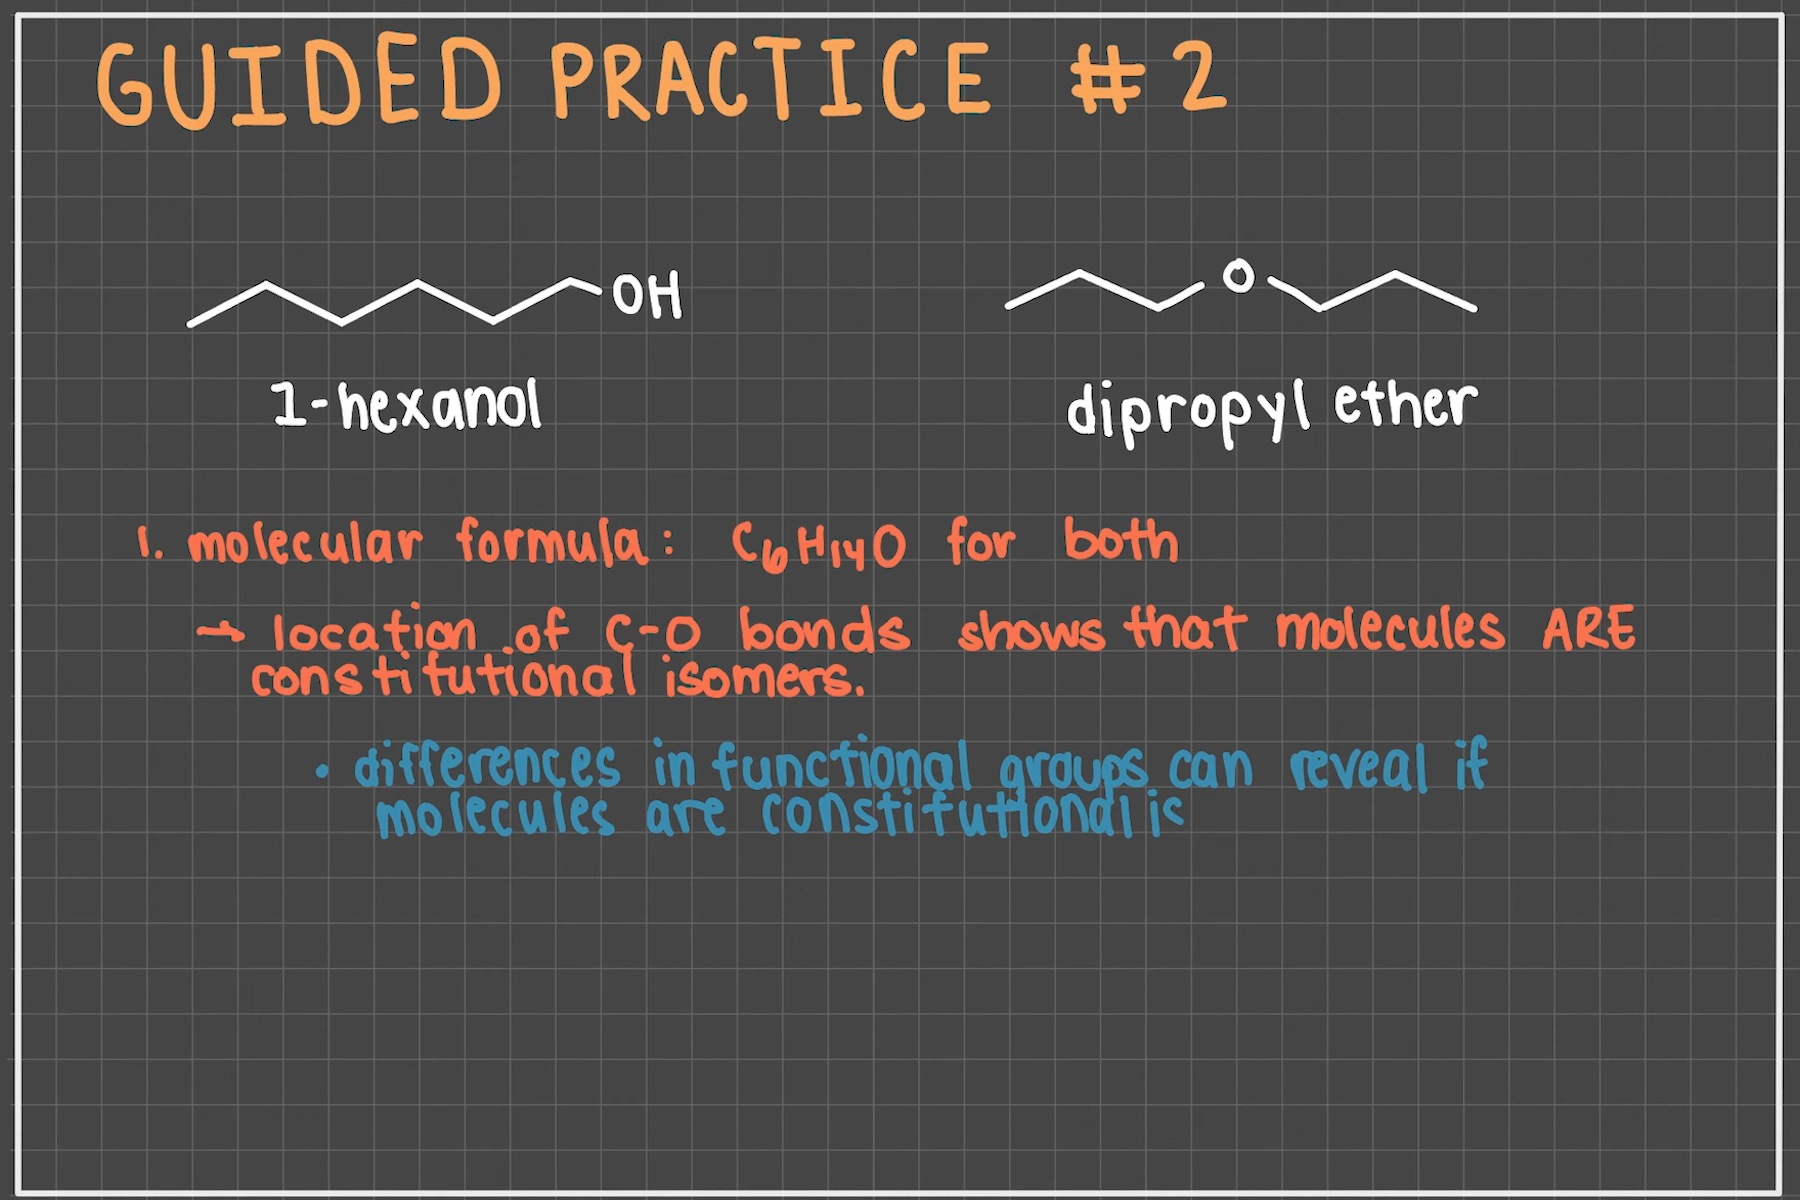 GUIDED PRACTICE #2
OH
O
1-hexanol
dipropyl ether
1. molecular formula: C₆H₁₄O for both
→ location of C-O bonds shows that molecules ARE
constitutional isomers.
• differences in functional groups can reveal if
molecules are constitutional is